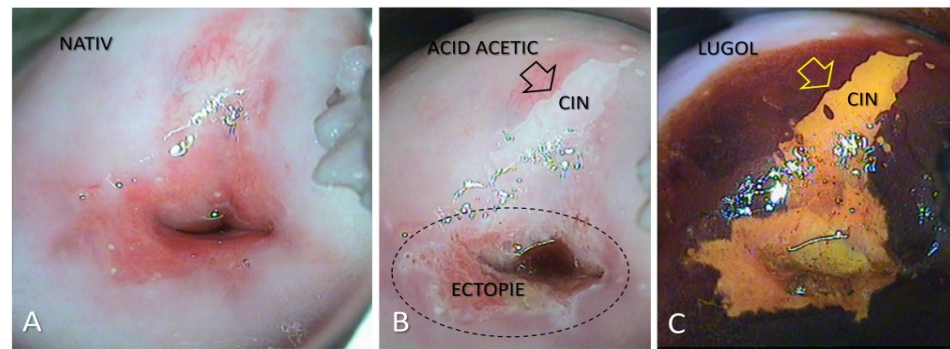 NATIV
A
ACID ACETIC
CIN
ECTOPIE
B
LUGOL
CIN
C